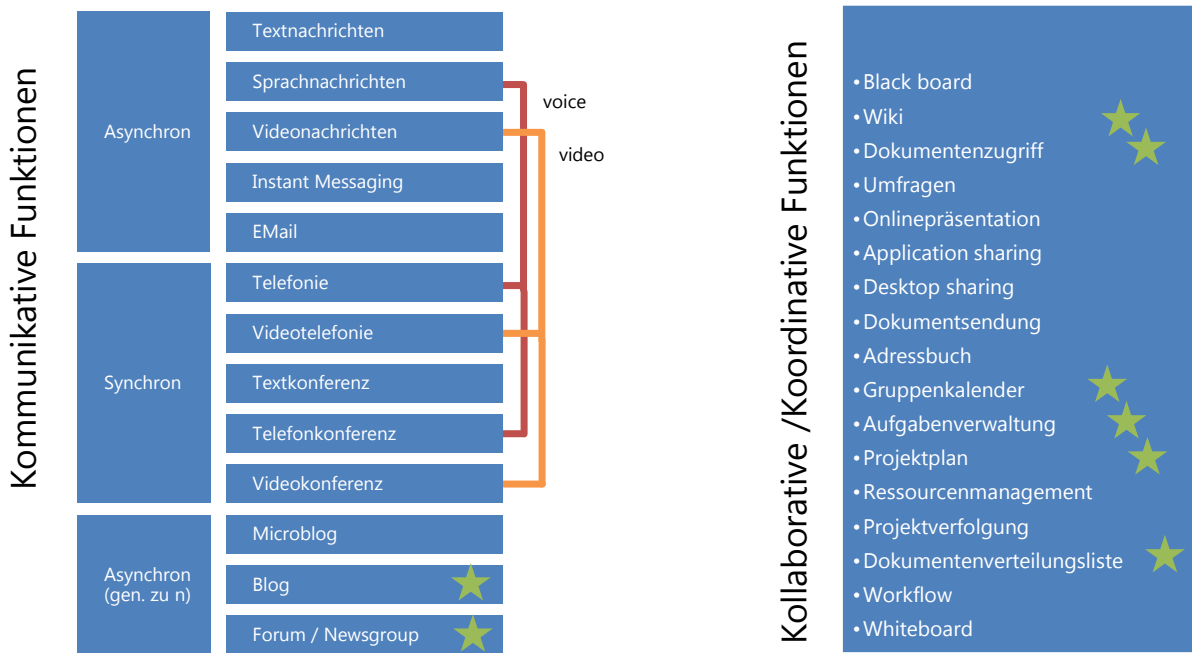 Kommunikative Funktionen
Asynchron
Textnachrichten
Sprachnachrichten
Videonachrichten
Instant Messaging
EMail
voice
video
Synchron
Telefonie
Videotelefonie
Textkonferenz
Telefonkonferenz
Videokonferenz
Asynchron
(gen. zu n)
Microblog
Blog
Forum / Newsgroup
Kollaborative /Koordinative Funktionen
•Black board
•Wiki
•Dokumentenzugriff
•Umfragen
•Onlinepräsentation
•Application sharing
•Desktop sharing
•Dokumentsendung
•Adressbuch
•Gruppenkalender
•Aufgabenverwaltung
•Projektplan
•Ressourcenmanagement
•Projektverfolgung
•Dokumentenverteilungsliste
•Workflow
•Whiteboard